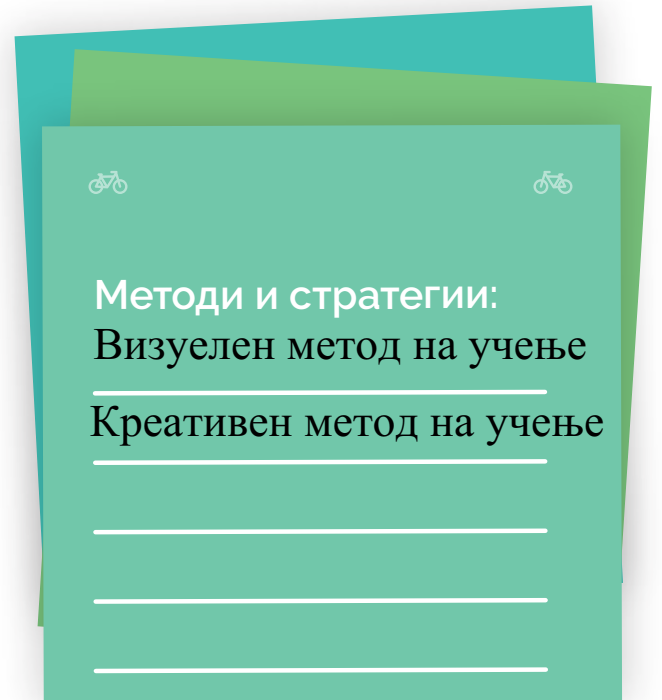 Методи и стратегии:
Визуелен метод на учење
Креативен метод на учење